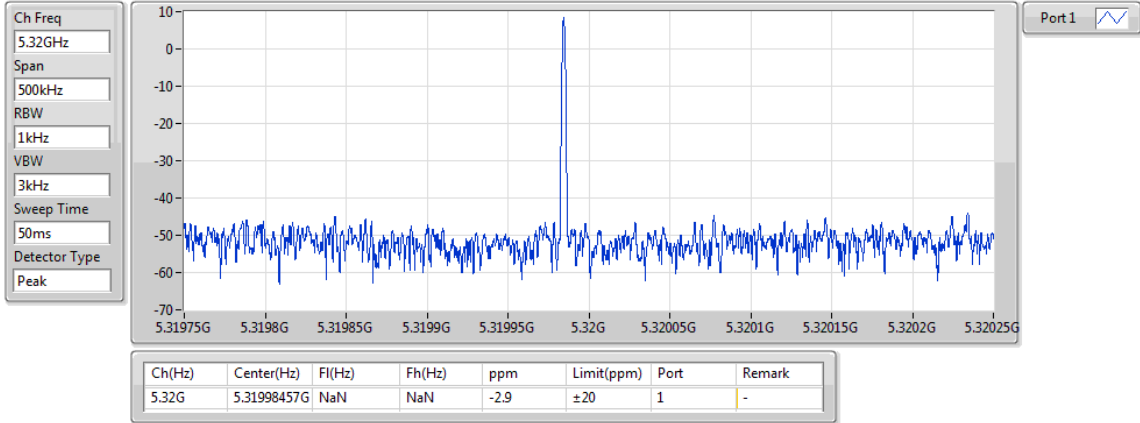 Ch Freq
5.32GHz
Span
500kHz
RBW
1kHz
VBW
3kHz
Sweep Time
50ms
Detector Type
Peak
10
0
-10
-20
-30
-40
-50
-60
-70
5.31975G 5.3198G 5.31985G 5.3199G 5.31995G 5.32G 5.32005G 5.3201G 5.32015G 5.3202G 5.32025G
Port 1
Ch(Hz) Center(Hz) Fl(Hz) Fh(Hz) ppm Limit(ppm) Port Remark
5.32G 5.31998457G NaN NaN -2.9 ±20 1 -